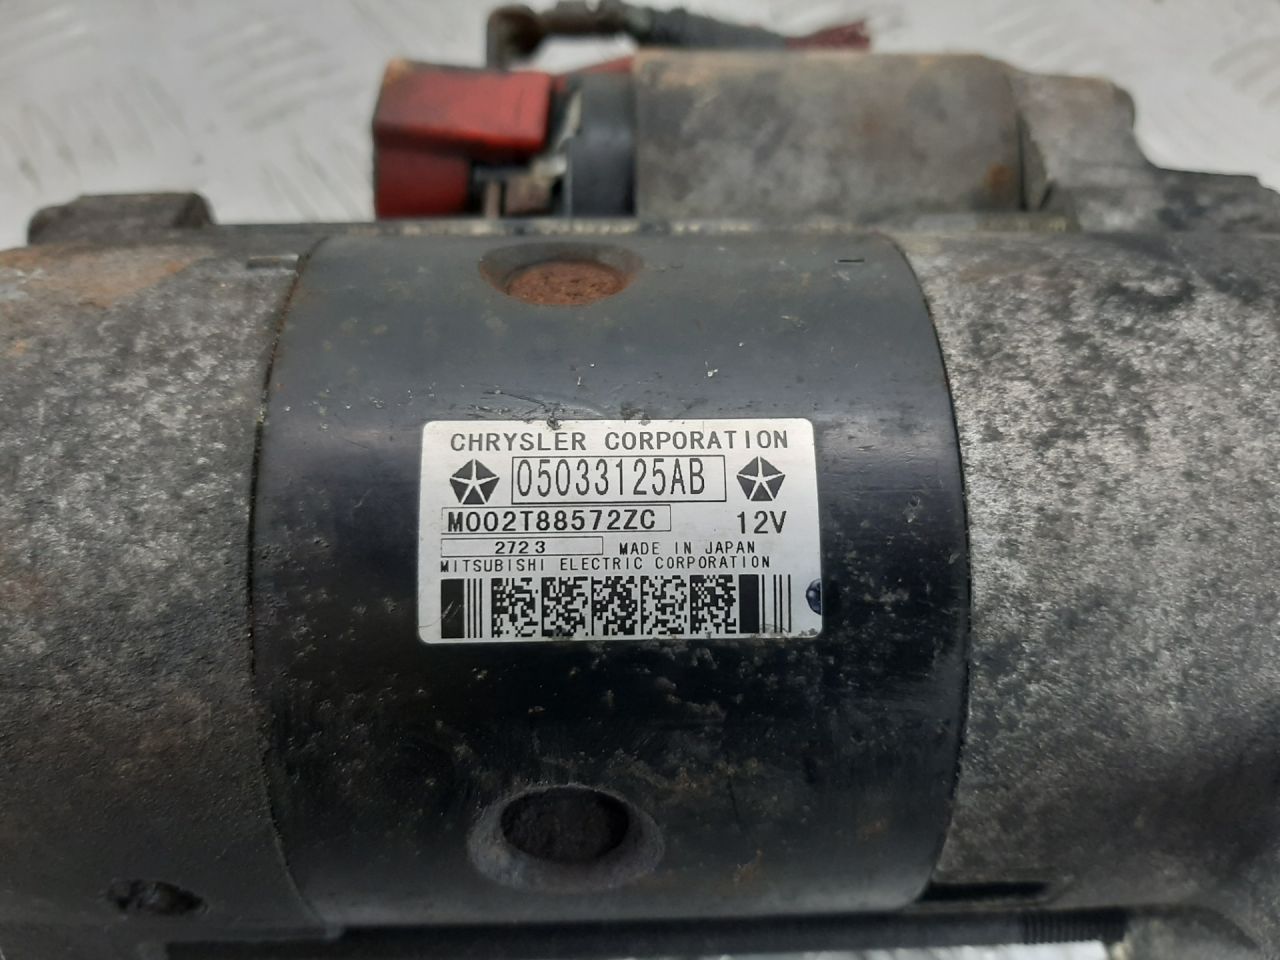 CHRYSLER CORPORATION
05033125AB
M002T88572ZC 12V
2723 MADE IN JAPAN
MITSUBISHI ELECTRIC CORPORATION